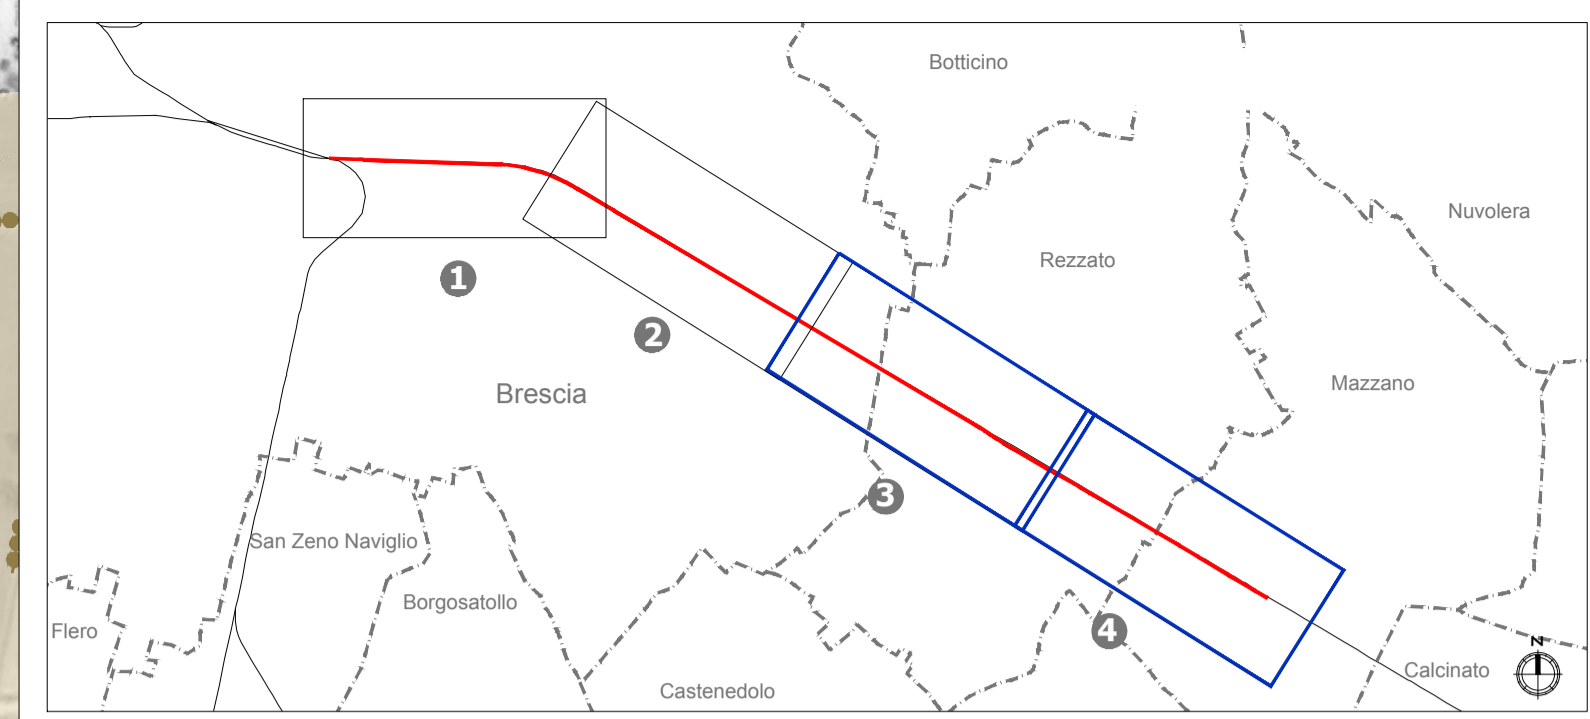 Botticino
Nuvolera
Rezzato
1
2
Mazzano
Brescia
3
San Zeno Naviglio
Borgosatollo
Flero
4
N
Calcinato
Castenedolo